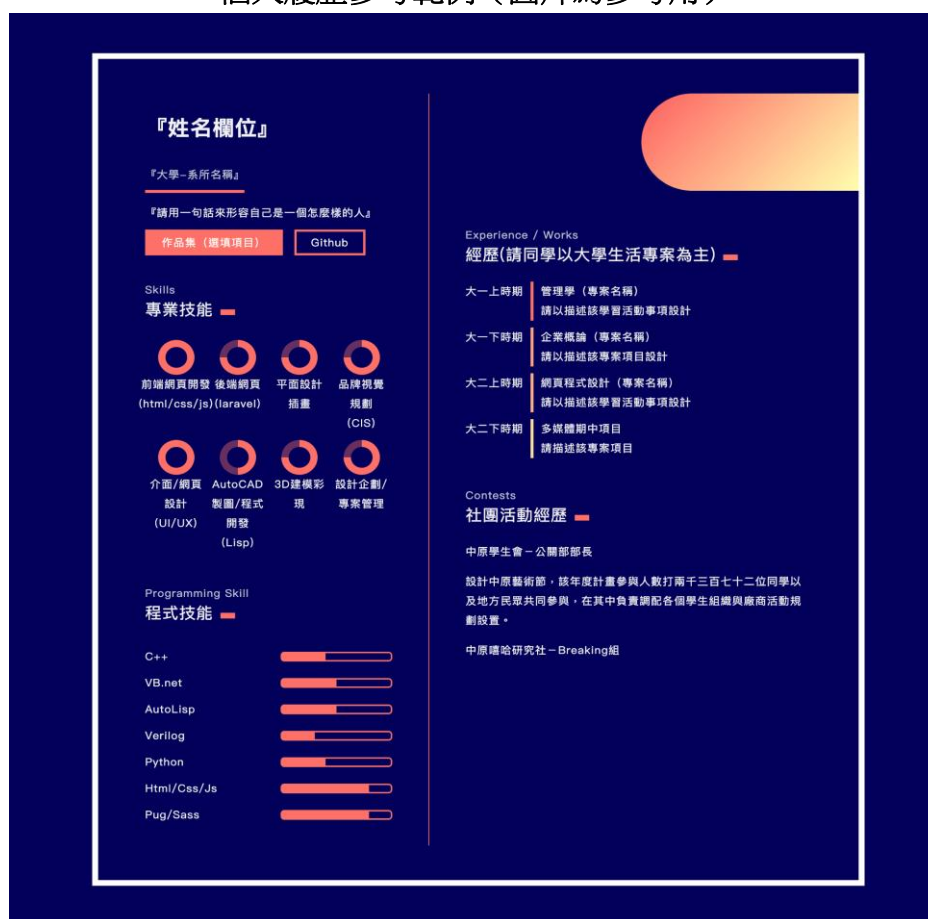 個人履歷參考範例（圖片為參考用）
『姓名欄位』
『大學–系所名稱』
『請用一句話來形容自己是一個怎麼樣的人』
作品集（選填項目）
Github
Skills
專業技能
前端網頁開發
(html/css/js)
後端網頁
(laravel)
平面設計
插畫
品牌視覺
規劃
(CIS)
介面/網頁
設計
(UI/UX)
AutoCAD
製圖/程式
開發
(Lisp)
3D建模彩
現
設計企劃/
專案管理
Programming Skill
程式技能
C++
VB.net
AutoLisp
Verilog
Python
Html/Css/Js
Pug/Sass
Experience / Works
經歷(請同學以大學生活專案為主)
大一上時期
管理學（專案名稱）
請以描述該學習活動事項設計
大一下時期
企業概論（專案名稱）
請以描述該專案項目設計
大二上時期
網頁程式設計（專案名稱）
請以描述該學習活動事項設計
大二下時期
多媒體期中項目
請描述該專案項目
Contests
社團活動經歷
中原學生會－公關部部長
設計中原藝術節，該年度計畫參與人數打兩千三百七十二位同學以
及地方民眾共同參與，在其中負責調配各個學生組織與廠商活動規
劃設置。
中原嘻哈研究社－Breaking組